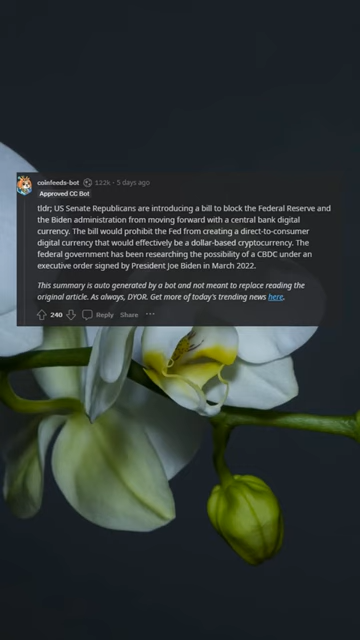 coinfeeds-bot 122k · 5 days ago
Approved CC Bot
tldr; US Senate Republicans are introducing a bill to block the Federal Reserve and
the Biden administration from moving forward with a central bank digital
currency. The bill would prohibit the Fed from creating a direct-to-consumer
digital currency that would effectively be a dollar-based cryptocurrency. The
federal government has been researching the possibility of a CBDC under an
executive order signed by President Joe Biden in March 2022.
This summary is auto generated by a bot and not meant to replace reading the
original article. As always, DYOR. Get more of today's trending news here.
240 Reply Share ···